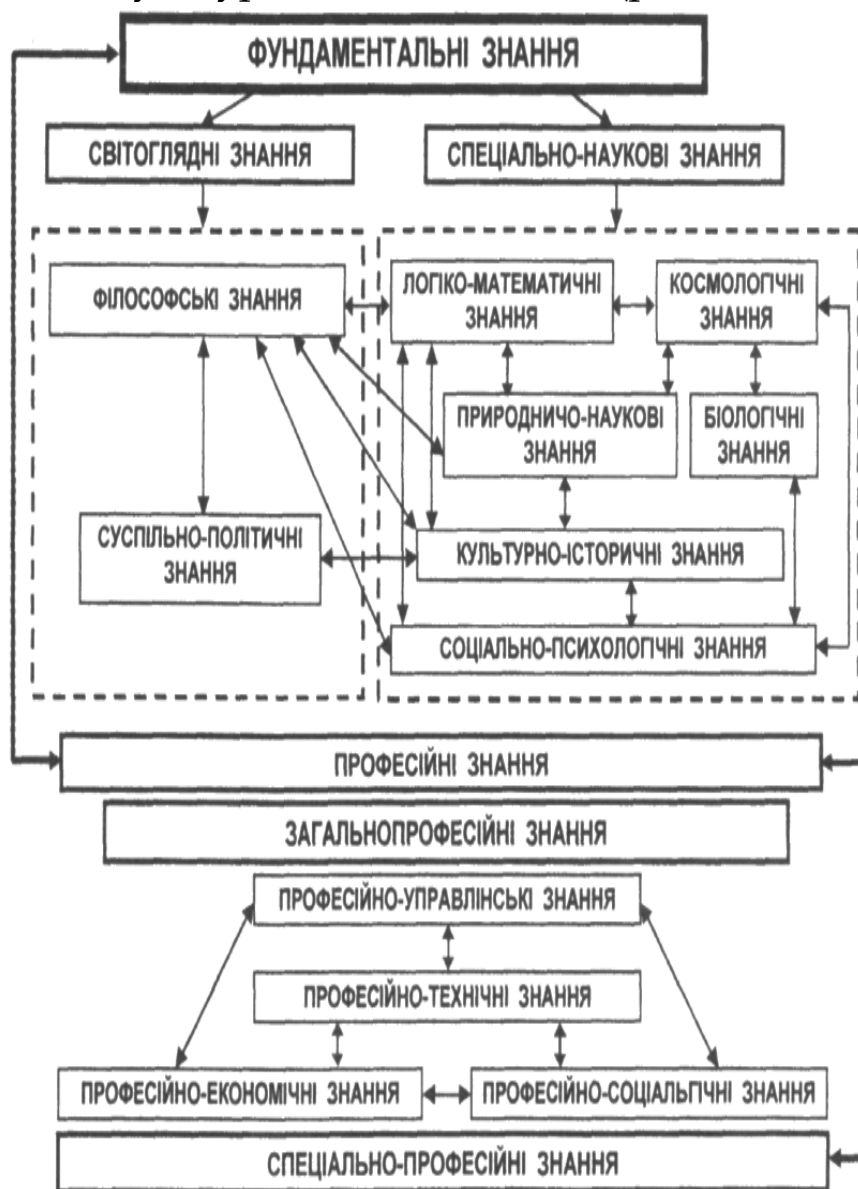 ФУНДАМЕНТАЛЬНІ ЗНАННЯ
СВІТОГЛЯДНІ ЗНАННЯ
СПЕЦІАЛЬНО-НАУКОВІ ЗНАННЯ
ФІЛОСОФСЬКІ ЗНАННЯ
ЛОГІКО-МАТЕМАТИЧНІ
ЗНАННЯ
КОСМОЛОГІЧНІ
ЗНАННЯ
ПРИРОДНИЧО-НАУКОВІ
ЗНАННЯ
БІОЛОГІЧНІ
ЗНАННЯ
СУСПІЛЬНО-ПОЛІТИЧНІ
ЗНАННЯ
КУЛЬТУРНО-ІСТОРИЧНІ ЗНАННЯ
СОЦІАЛЬНО-ПСИХОЛОГІЧНІ ЗНАННЯ
ПРОФЕСІЙНІ ЗНАННЯ
ЗАГАЛЬНОПРОФЕСІЙНІ ЗНАННЯ
ПРОФЕСІЙНО-УПРАВЛІНСЬКІ ЗНАННЯ
ПРОФЕСІЙНО-ТЕХНІЧНІ ЗНАННЯ
ПРОФЕСІЙНО-ЕКОНОМІЧНІ ЗНАННЯ
ПРОФЕСІЙНО-СОЦІАЛЬГІЧНІ ЗНАННЯ
СПЕЦІАЛЬНО-ПРОФЕСІЙНІ ЗНАННЯ